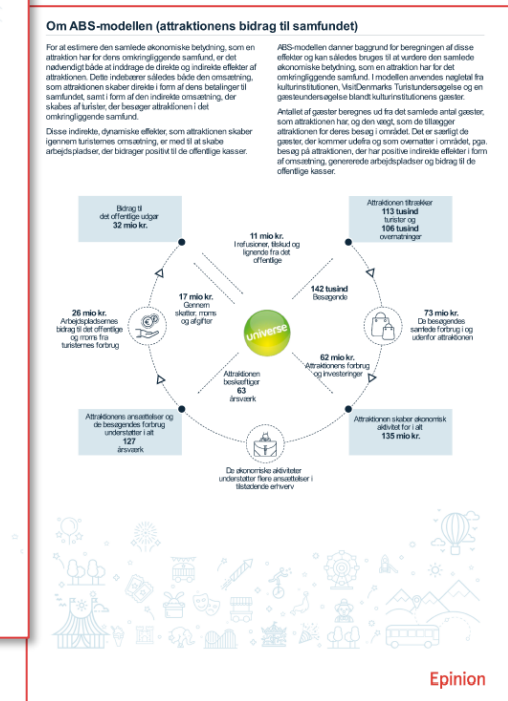 Om ABS-modellen (attraktionens bidrag til samfundet)
For at estimere den samlede økonomiske betydning, som en
attraktion har for dens omkringliggende samfund, er det
nødvendigt både at inddrage de direkte og indirekte effekter af
attraktionen. Dette indebærer således både den omsætning,
som attraktionen skaber direkte i form af dens betalinger til
samfundet, samt i form af den indirekte omsætning, der
skabes af turister, der besøger attraktionen i det
omkringliggende samfund.
Disse indirekte, dynamiske effekter, som attraktionen skaber
igennem turisternes omsætning, er med til at skabe
arbejdspladser, der bidrager positivt til de offentlige kasser.
ABS-modellen danner baggrund for beregningen af disse
effekter og kan således bruges til at vurdere den samlede
økonomiske betydning, som en attraktion har for det
omkringliggende samfund. I modellen anvendes nøgletal fra
kulturinstitutionen, VisitDenmarks Turistundersøgelse og en
gæsteundersøgelse blandt kulturinstitutionens gæster.
Antallet af gæster beregnes ud fra det samlede antal gæster,
som attraktionen har, og den vægt, som de tillægger
attraktionen for deres besøg i området. Det er særligt de
gæster, der kommer udefra og som overnatter i området, pga.
besøg på attraktionen, der har positive indirekte effekter i form
af omsætning, genererede arbejdspladser og bidrag til de
offentlige kasser.
Bidrag til
det offentlige udgør
32 mio kr.
Attraktionen tiltrækker
113 tusind
turister og
106 tusind
overnatninger
11 mio kr.
I refusioner, tilskud og
lignende fra det
offentlige
17 mio kr.
Gennem
skatter, moms
og afgifter
142 tusind
Besøgende
26 mio kr.
Arbejdspladsernes
bidrag til det offentlige
og moms fra
turisternes forbrug
universe
73 mio kr.
De besøgendes
samlede forbrug i og
udenfor attraktionen
62 mio kr.
Attraktionens forbrug
og investeringer
Attraktionen
beskæftiger
63
årsværk
Attraktionens ansættelser og
de besøgendes forbrug
understøtter i alt
127
årsværk
Attraktionen skaber økonomisk
aktivitet for i alt
135 mio kr.
De økonomiske aktiviteter
understøtter flere ansættelser i
tilstødende erhverv
Epinion